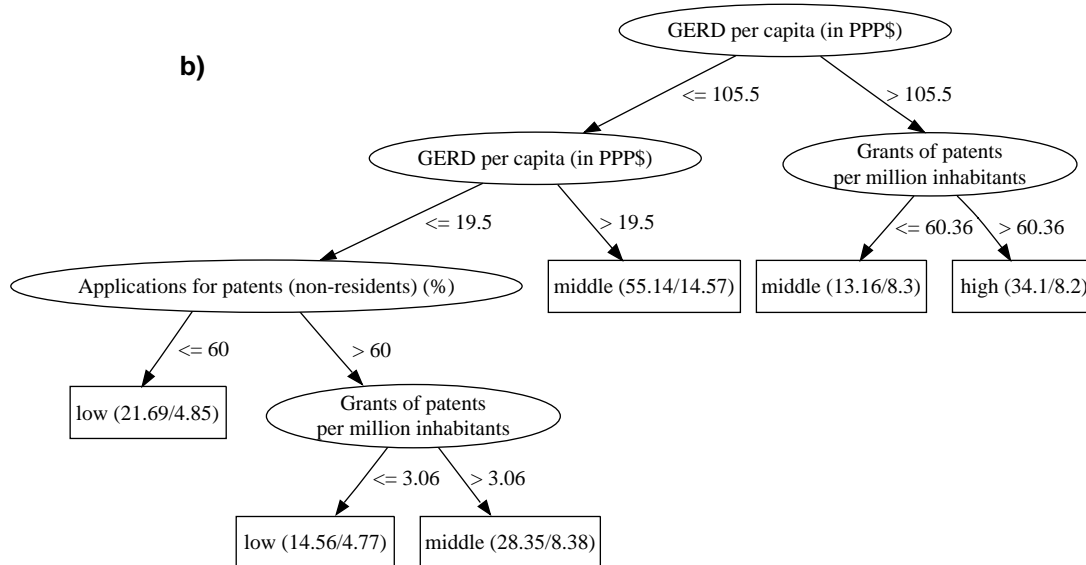 GERD per capita (in PPP$)
b)
<= 105.5
> 105.5
GERD per capita (in PPP$)
Grants of patents
per million inhabitants
<= 19.5
> 19.5
<= 60.36
> 60.36
Applications for patents (non-residents) (%)
middle (55.14/14.57)
middle (13.16/8.3)
high (34.1/8.2)
<= 60
> 60
low (21.69/4.85)
Grants of patents
per million inhabitants
<= 3.06
> 3.06
low (14.56/4.77)
middle (28.35/8.38)